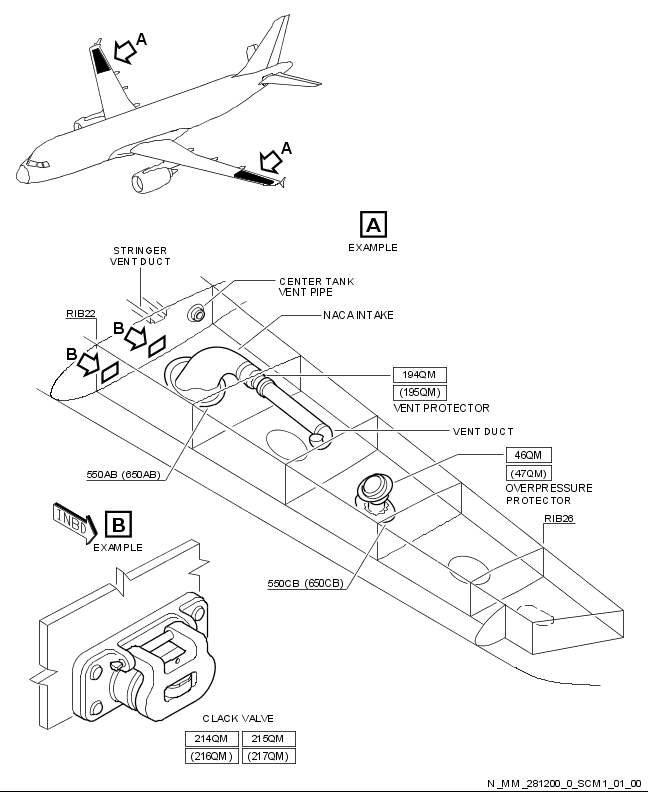 A
A
A
EXAMPLE
STRINGER
VENT DUCT
CENTER TANK
VENT PIPE
RIB22
B
NACA INTAKE
B
194QM
(195QM)
VENT PROTECTOR
VENT DUCT
46QM
(47QM)
OVERPRESSURE
PROTECTOR
550AB (650AB)
RIB26
INBD
B
EXAMPLE
550CB (650CB)
CLACK VALVE
214QM 215QM
(216QM) (217QM)
N_MM_281200_0_SCM1_01_00